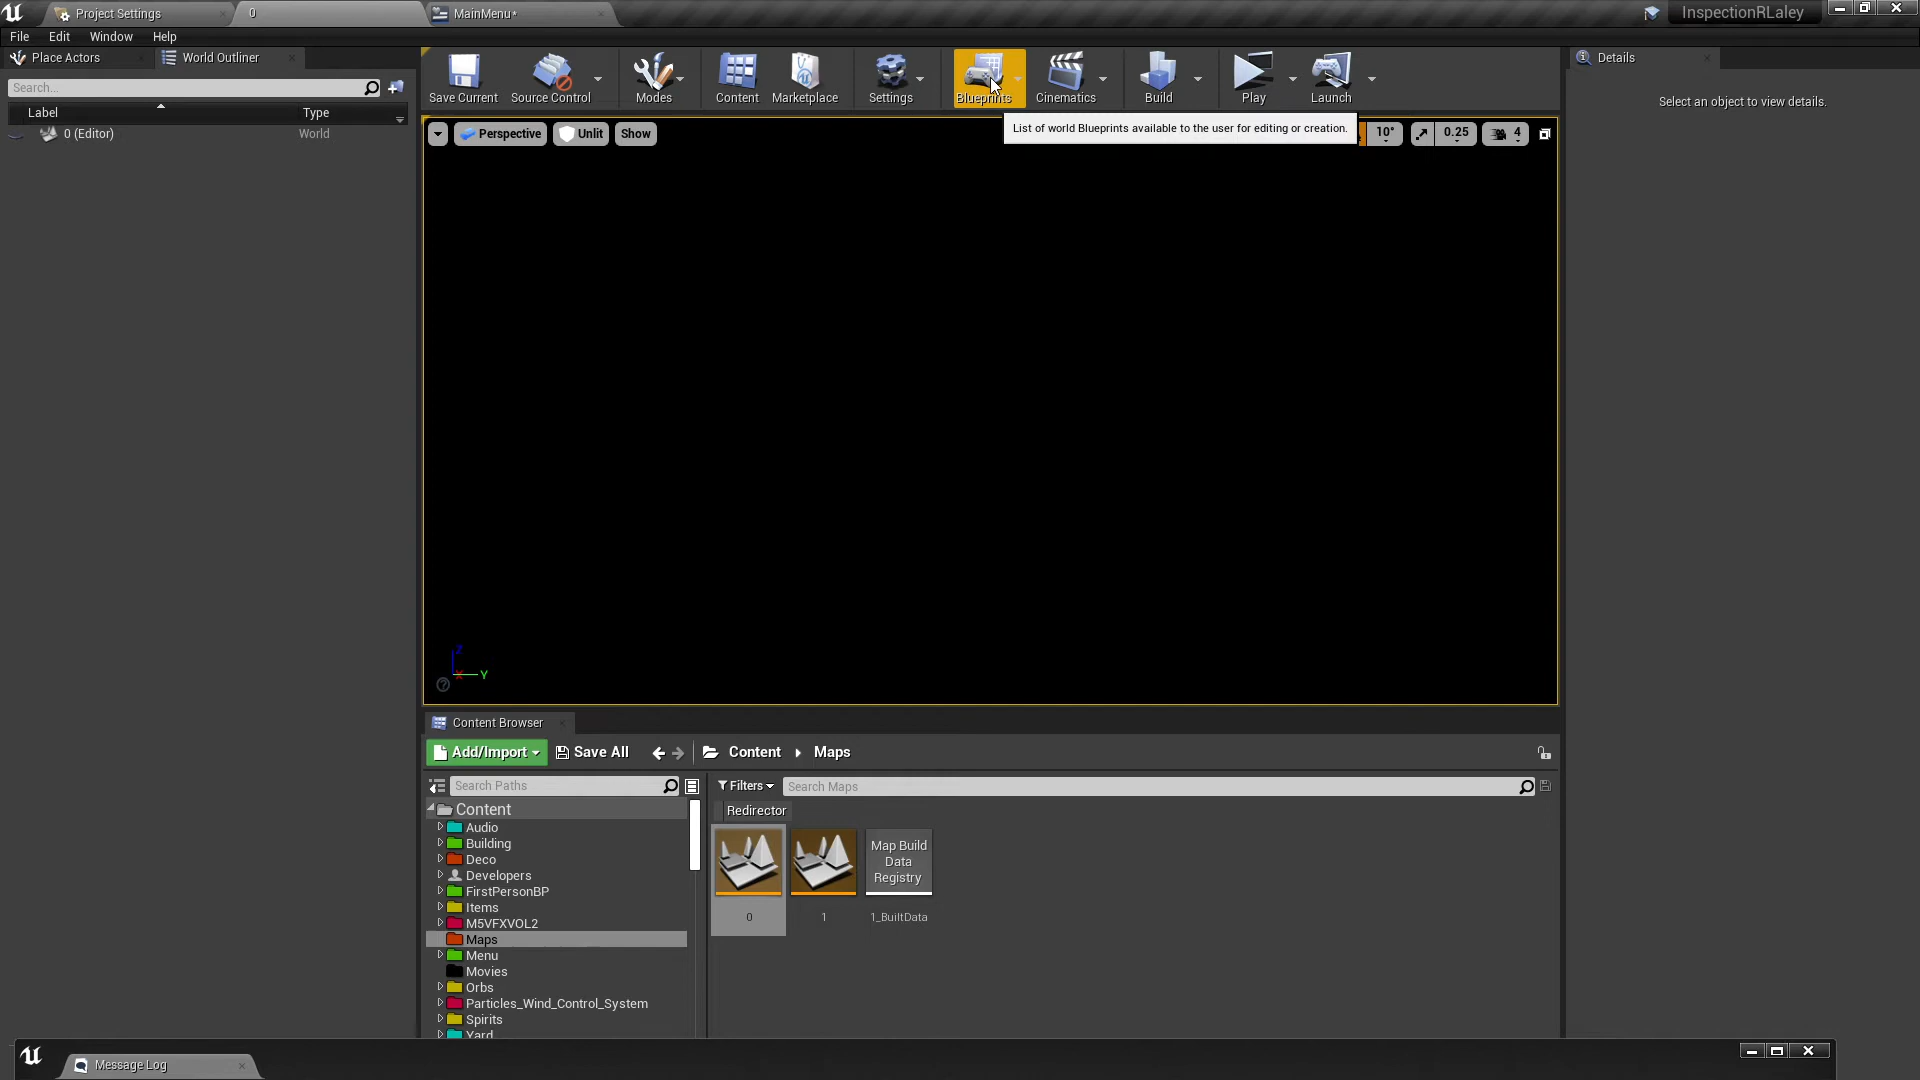 Project Settings
0
MainMenu*
InspectionRLaley
File
Edit
Window
Help
Place Actors
World Outliner
Search...
Label
Type
0 (Editor)
World
Save Current
Source Control
Modes
Content
Marketplace
Settings
Blueprints
Cinematics
Build
Play
Launch
Details
Select an object to view details.
Perspective
Unlit
Show
List of world Blueprints available to the user for editing or creation.
10°
0.25
4
Z
X
Y
Content Browser
Add/Import
Save All
Content
Maps
Search Paths
Filters
Search Maps
Redirector
Content
Audio
Building
Deco
Developers
FirstPersonBP
Items
M5VFXVOL2
Maps
Menu
Movies
Orbs
Particles_Wind_Control_System
Spirits
Yard
0
1
Map Build
Data
Registry
1_BuiltData
Message Log